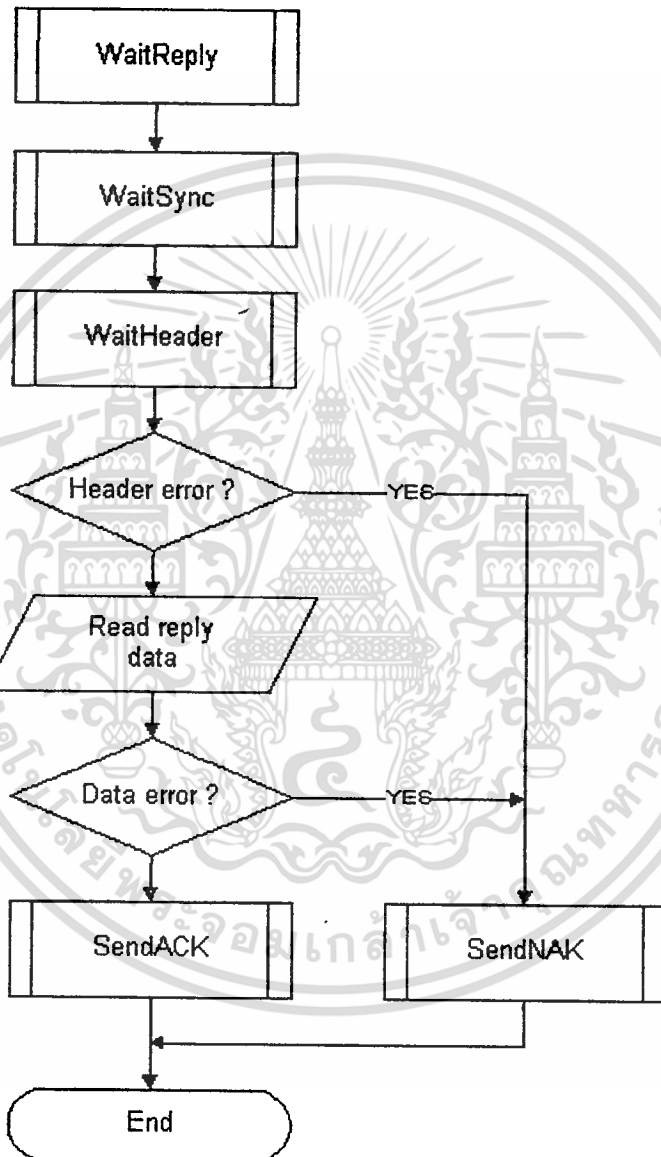 WaitReply
WaitSync
WaitHeader
Header error ?
YES
Read reply
data
Data error ?
YES
SendACK
SendNAK
End